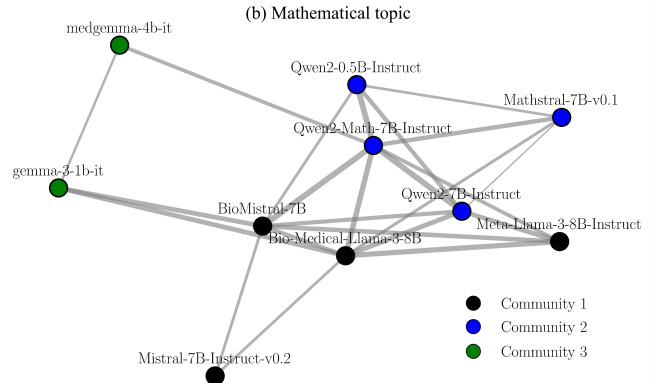 (b) Mathematical topic
medgemma-4b-it
Qwen2-0.5B-Instruct
Mathstral-7B-v0.1
Qwen2-Math-7B-Instruct
gemma-3-1b-it
Qwen2-7B-Instruct
BioMistral-7B
Meta-Llama-3-8B-Instruct
Bio-Medical-Llama-3-8B
Community 1
Community 2
Community 3
Mistral-7B-Instruct-v0.2